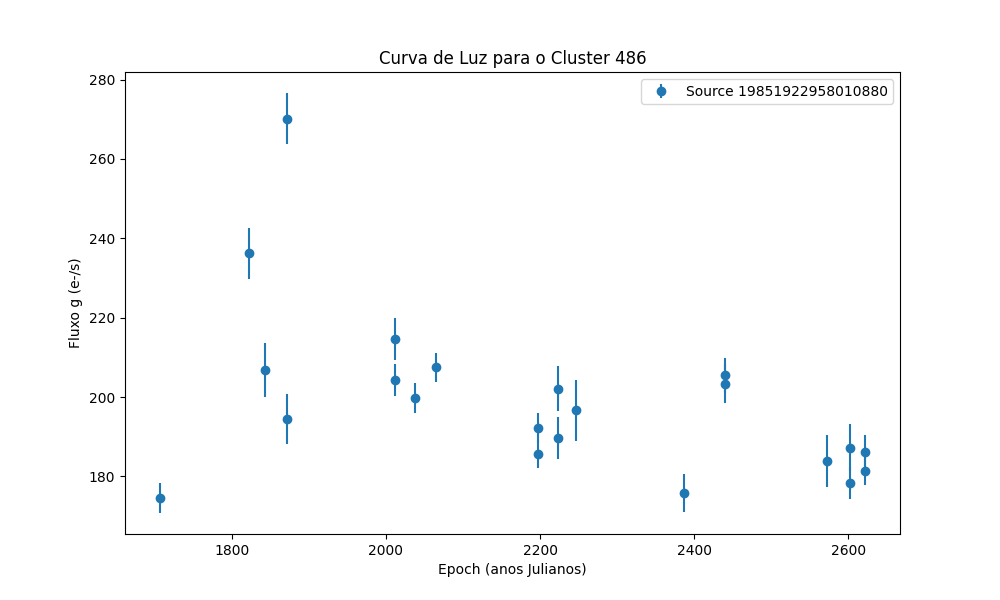 Curva de Luz para o Cluster 486
Source 19851922958010880
Fluxo g (e-/s)
280
260
240
220
200
180
1800
2000
2200
2400
2600
Epoch (anos Julianos)